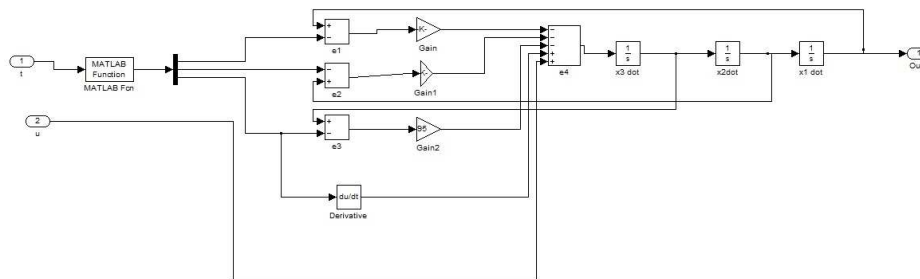 1
t
MATLAB
Function
MATLAB Fcn
2
u
+
−
e1
-K-
Gain
−
+
e2
Gain1
+
−
e3
95
Gain2
du/dt
Derivative
−
−
−
+
+
e4
1
s
x3 dot
1
s
x2dot
1
s
x1 dot
1
Ou